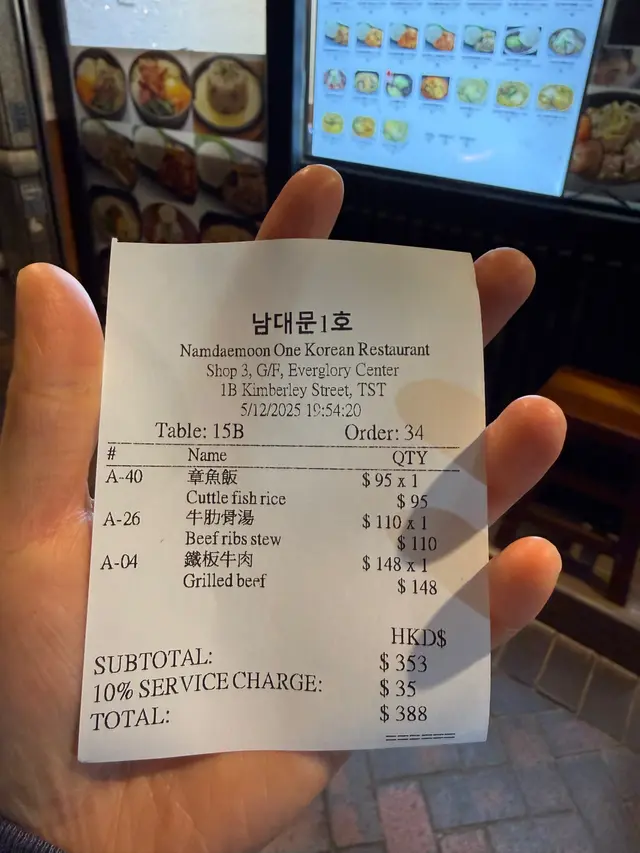 남대문1호
Namdaemoon One Korean Restaurant
Shop 3, G/F, Everglory Center
1B Kimberley Street, TST
5/12/2025 19:54:20
Table: 15B Order: 34
# Name QTY
A-40 章魚飯 $ 95 x 1
Cuttle fish rice $ 95
A-26 牛肋骨湯 $ 110 x 1
Beef ribs stew $ 110
A-04 鐵板牛肉 $ 148 x 1
Grilled beef $ 148
HKD$
SUBTOTAL: $ 353
10% SERVICE CHARGE: $ 35
TOTAL: $ 388
======